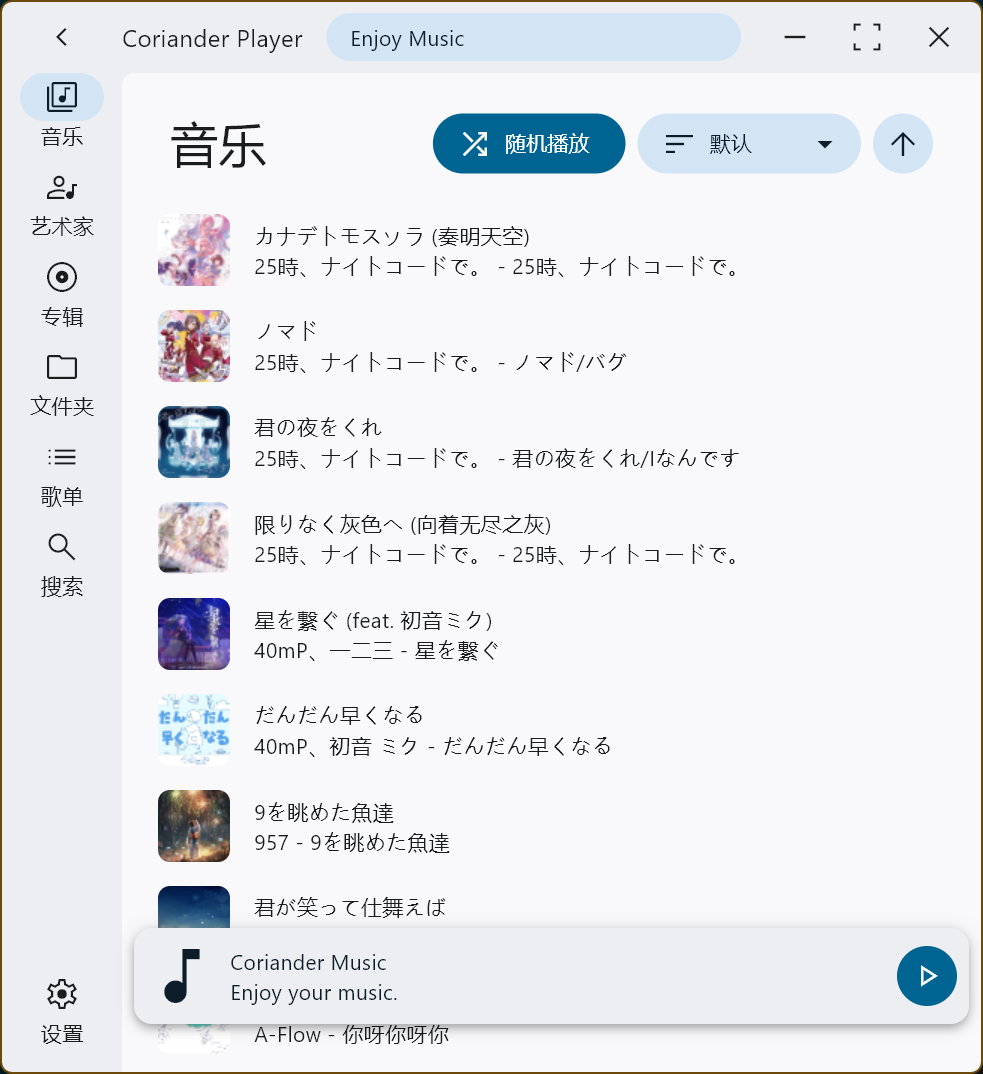 Coriander Player
Enjoy Music
音乐
艺术家
专辑
文件夹
歌单
搜索
设置
音乐
随机播放
默认
カナデトモスソラ (奏明天空)
25時、ナイトコードで。 - 25時、ナイトコードで。
ノマド
25時、ナイトコードで。 - ノマド/バグ
君の夜をくれ
25時、ナイトコードで。 - 君の夜をくれ/Iなんです
限りなく灰色へ (向着无尽之灰)
25時、ナイトコードで。 - 25時、ナイトコードで。
星を繋ぐ (feat. 初音ミク)
40mP、一二三 - 星を繋ぐ
だんだん
早くなる
だんだん早くなる
40mP、初音 ミク - だんだん早くなる
9を眺めた魚達
957 - 9を眺めた魚達
君が笑って仕舞えば
Coriander Music
Enjoy your music.
A-Flow - 你呀你呀你